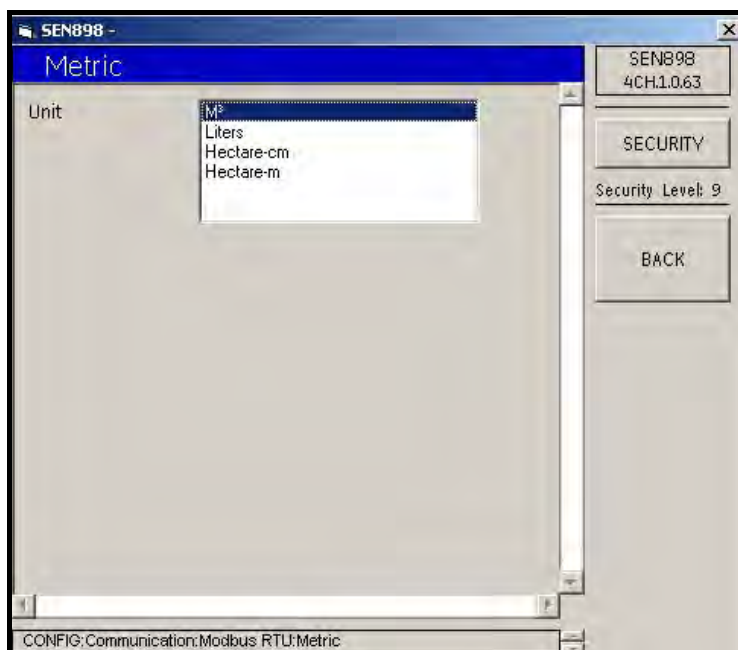 SEN898 -
Metric
Unit
M³
Liters
Hectare-cm
Hectare-m
SEN898
4CH.1.0.63
SECURITY
Security Level: 9
BACK
CONFIG:Communication:Modbus RTU:Metric